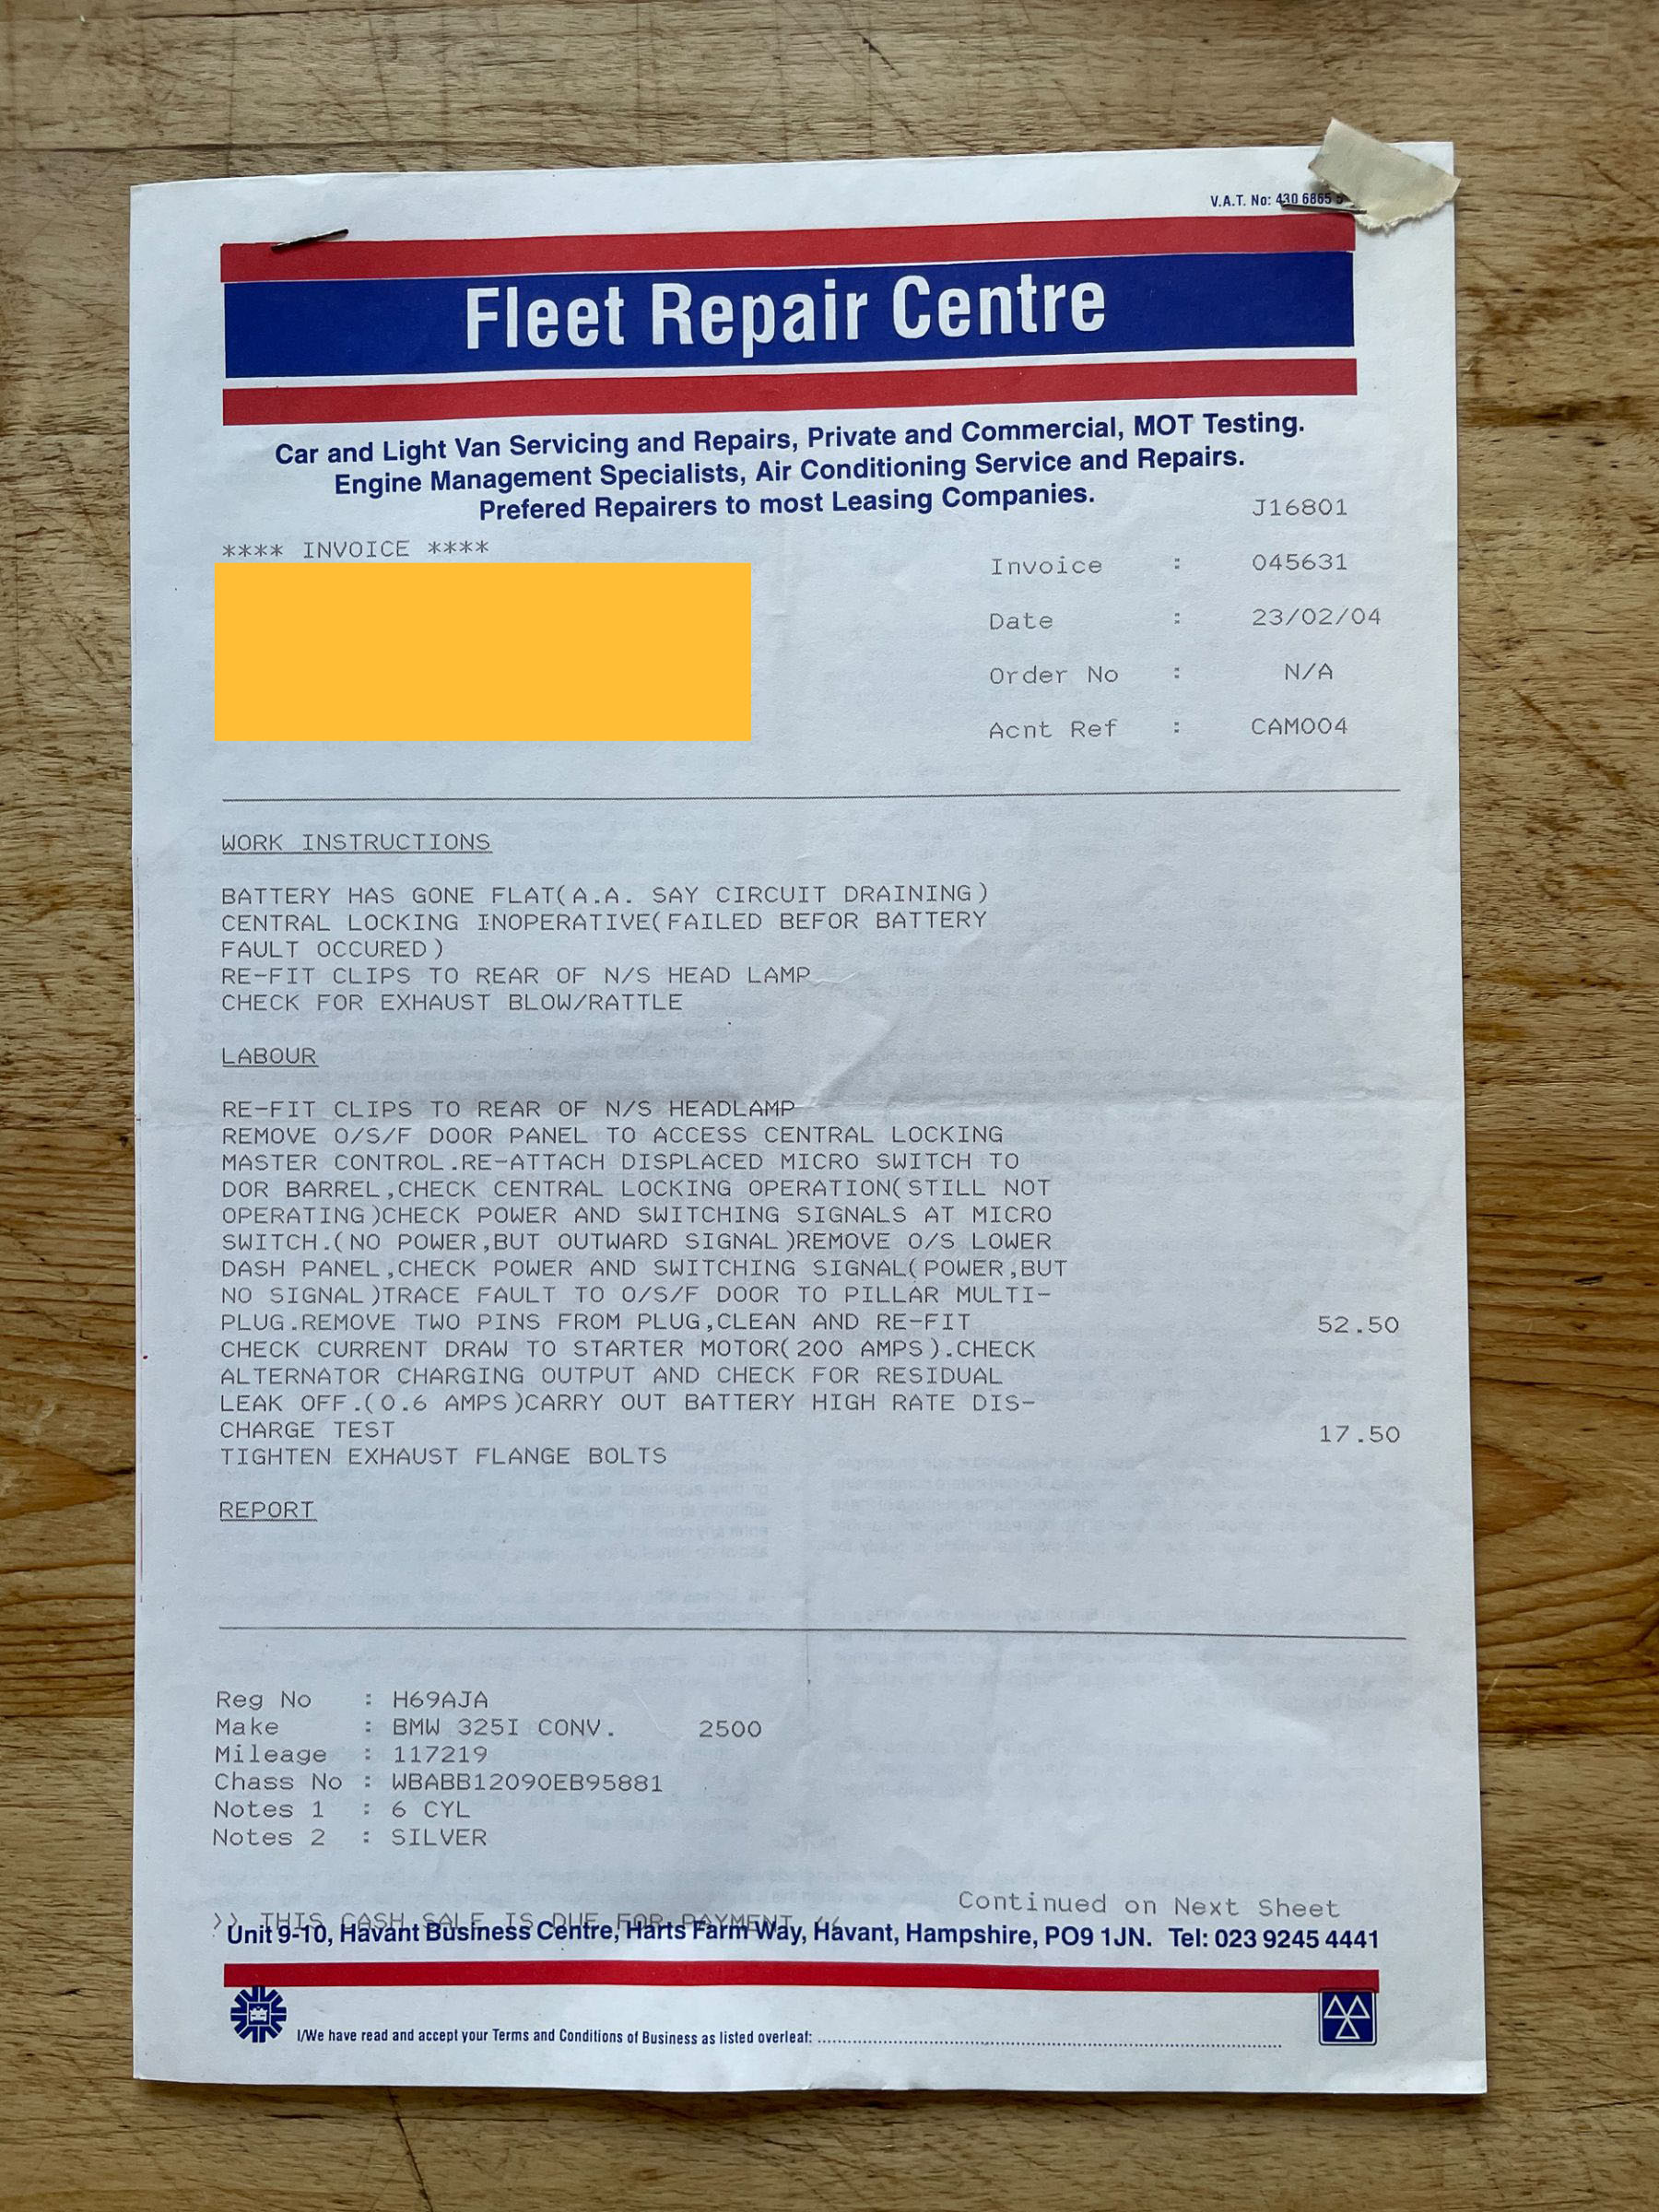 V.A.T. No: 430 6865 5
Fleet Repair Centre
Car and Light Van Servicing and Repairs, Private and Commercial, MOT Testing.
Engine Management Specialists, Air Conditioning Service and Repairs.
Prefered Repairers to most Leasing Companies.
J16801
**** INVOICE ****
Invoice : 045631
Date : 23/02/04
Order No : N/A
Acnt Ref : CAM004
WORK INSTRUCTIONS
BATTERY HAS GONE FLAT(A.A. SAY CIRCUIT DRAINING)
CENTRAL LOCKING INOPERATIVE(FAILED BEFOR BATTERY
FAULT OCCURED)
RE-FIT CLIPS TO REAR OF N/S HEAD LAMP
CHECK FOR EXHAUST BLOW/RATTLE
LABOUR
RE-FIT CLIPS TO REAR OF N/S HEADLAMP
REMOVE O/S/F DOOR PANEL TO ACCESS CENTRAL LOCKING
MASTER CONTROL.RE-ATTACH DISPLACED MICRO SWITCH TO
DOR BARREL,CHECK CENTRAL LOCKING OPERATION(STILL NOT
OPERATING)CHECK POWER AND SWITCHING SIGNALS AT MICRO
SWITCH.(NO POWER,BUT OUTWARD SIGNAL)REMOVE O/S LOWER
DASH PANEL,CHECK POWER AND SWITCHING SIGNAL(POWER,BUT
NO SIGNAL)TRACE FAULT TO O/S/F DOOR TO PILLAR MULTI-
PLUG.REMOVE TWO PINS FROM PLUG,CLEAN AND RE-FIT 52.50
CHECK CURRENT DRAW TO STARTER MOTOR(200 AMPS).CHECK
ALTERNATOR CHARGING OUTPUT AND CHECK FOR RESIDUAL
LEAK OFF.(0.6 AMPS)CARRY OUT BATTERY HIGH RATE DIS-
CHARGE TEST 17.50
TIGHTEN EXHAUST FLANGE BOLTS
REPORT
Reg No : H69AJA
Make : BMW 325I CONV. 2500
Mileage : 117219
Chass No : WBABB12090EB95881
Notes 1 : 6 CYL
Notes 2 : SILVER
Continued on Next Sheet
>> THIS CASH SALE IS DUE FOR PAYMENT <<
Unit 9-10, Havant Business Centre, Harts Farm Way, Havant, Hampshire, PO9 1JN. Tel: 023 9245 4441
I/We have read and accept your Terms and Conditions of Business as listed overleaf: